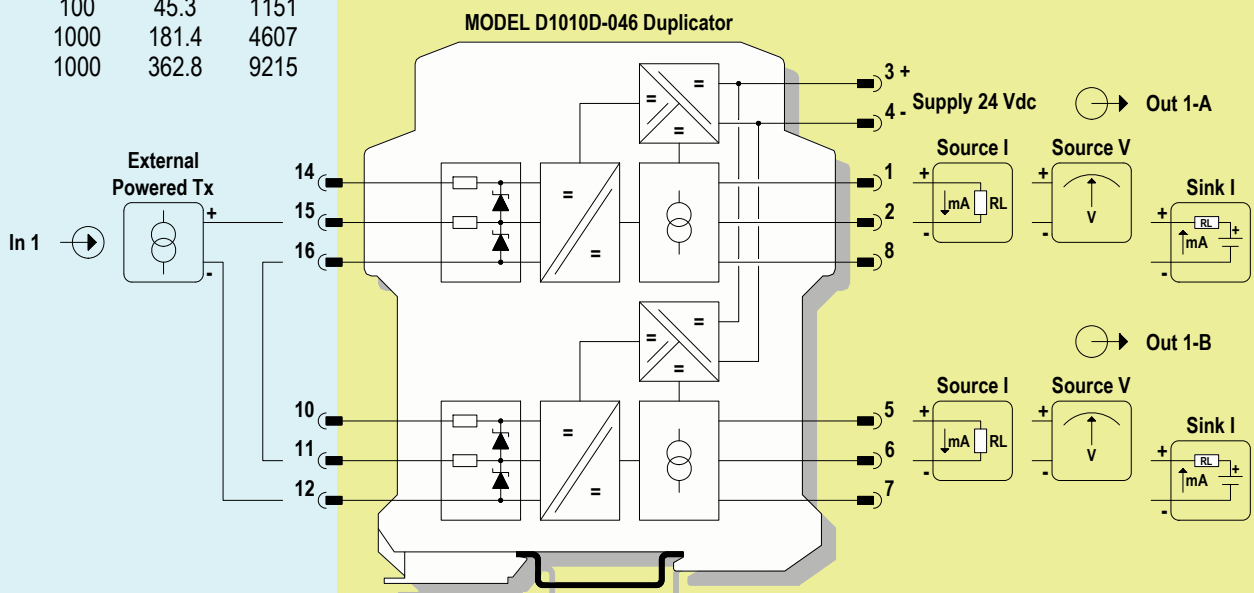 100 45.3 1151
1000 181.4 4607
1000 362.8 9215
MODEL D1010D-046 Duplicator
3 +
4 -
Supply 24 Vdc
Out 1-A
External
Powered Tx
In 1
+
-
14
15
16
=
=
=
=
=
1
2
8
Source I
+
-
mA
RL
Source V
+
-
V
Sink I
+
-
RL
mA
+
Out 1-B
10
11
12
=
=
=
=
=
5
6
7
Source I
+
-
mA
RL
Source V
+
-
V
Sink I
+
-
RL
mA
+